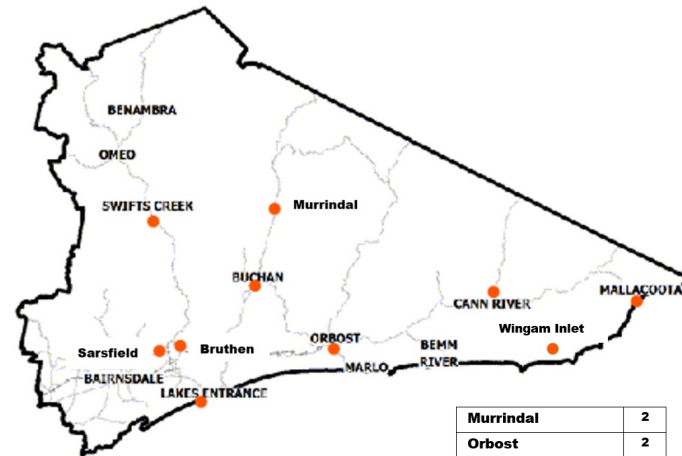 BENAMBRA
OMEO
SWIFTS CREEK
Murrindal
BUCHAN
MALLACOOTA
CANN RIVER
Wingam Inlet
ORBOST
BEMM
RIVER
Sarsfield
Bruthen
MARLO
BAIRNSDALE
LAKES ENTRANCE
Murrindal 2
Orbost 2